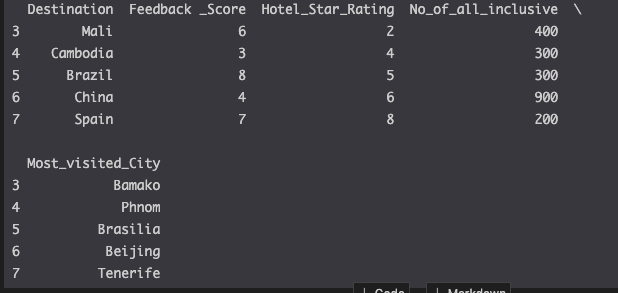 Destination Feedback _Score Hotel_Star_Rating No_of_all_inclusive \
3 Mali 6 2 400
4 Cambodia 3 4 300
5 Brazil 8 5 300
6 China 4 6 900
7 Spain 7 8 200
Most_visited_City
3 Bamako
4 Phnom
5 Brasilia
6 Beijing
7 Tenerife
Code Markdown